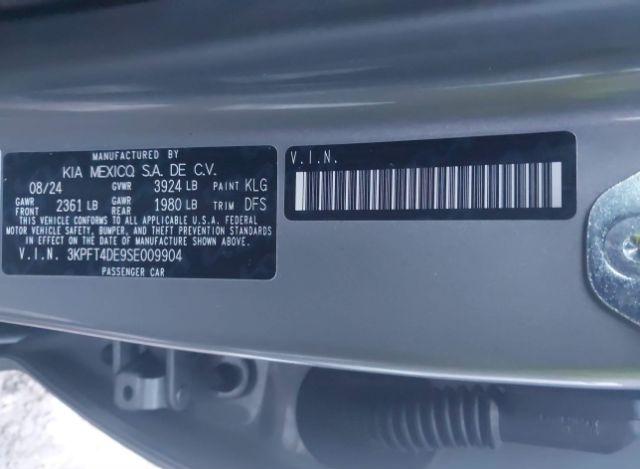 MANUFACTURED BY
KIA MEXICO, S.A. DE C.V.
08/24 GVWR 3924 LB PAINT KLG
GAWR FRONT 2361 LB GAWR REAR 1980 LB TRIM DFS
THIS VEHICLE CONFORMS TO ALL APPLICABLE U.S.A. FEDERAL
MOTOR VEHICLE SAFETY, BUMPER, AND THEFT PREVENTION STANDARDS
IN EFFECT ON THE DATE OF MANUFACTURE SHOWN ABOVE.
V.I.N. 3KPFT4DE9SE009904
PASSENGER CAR
V.I.N.